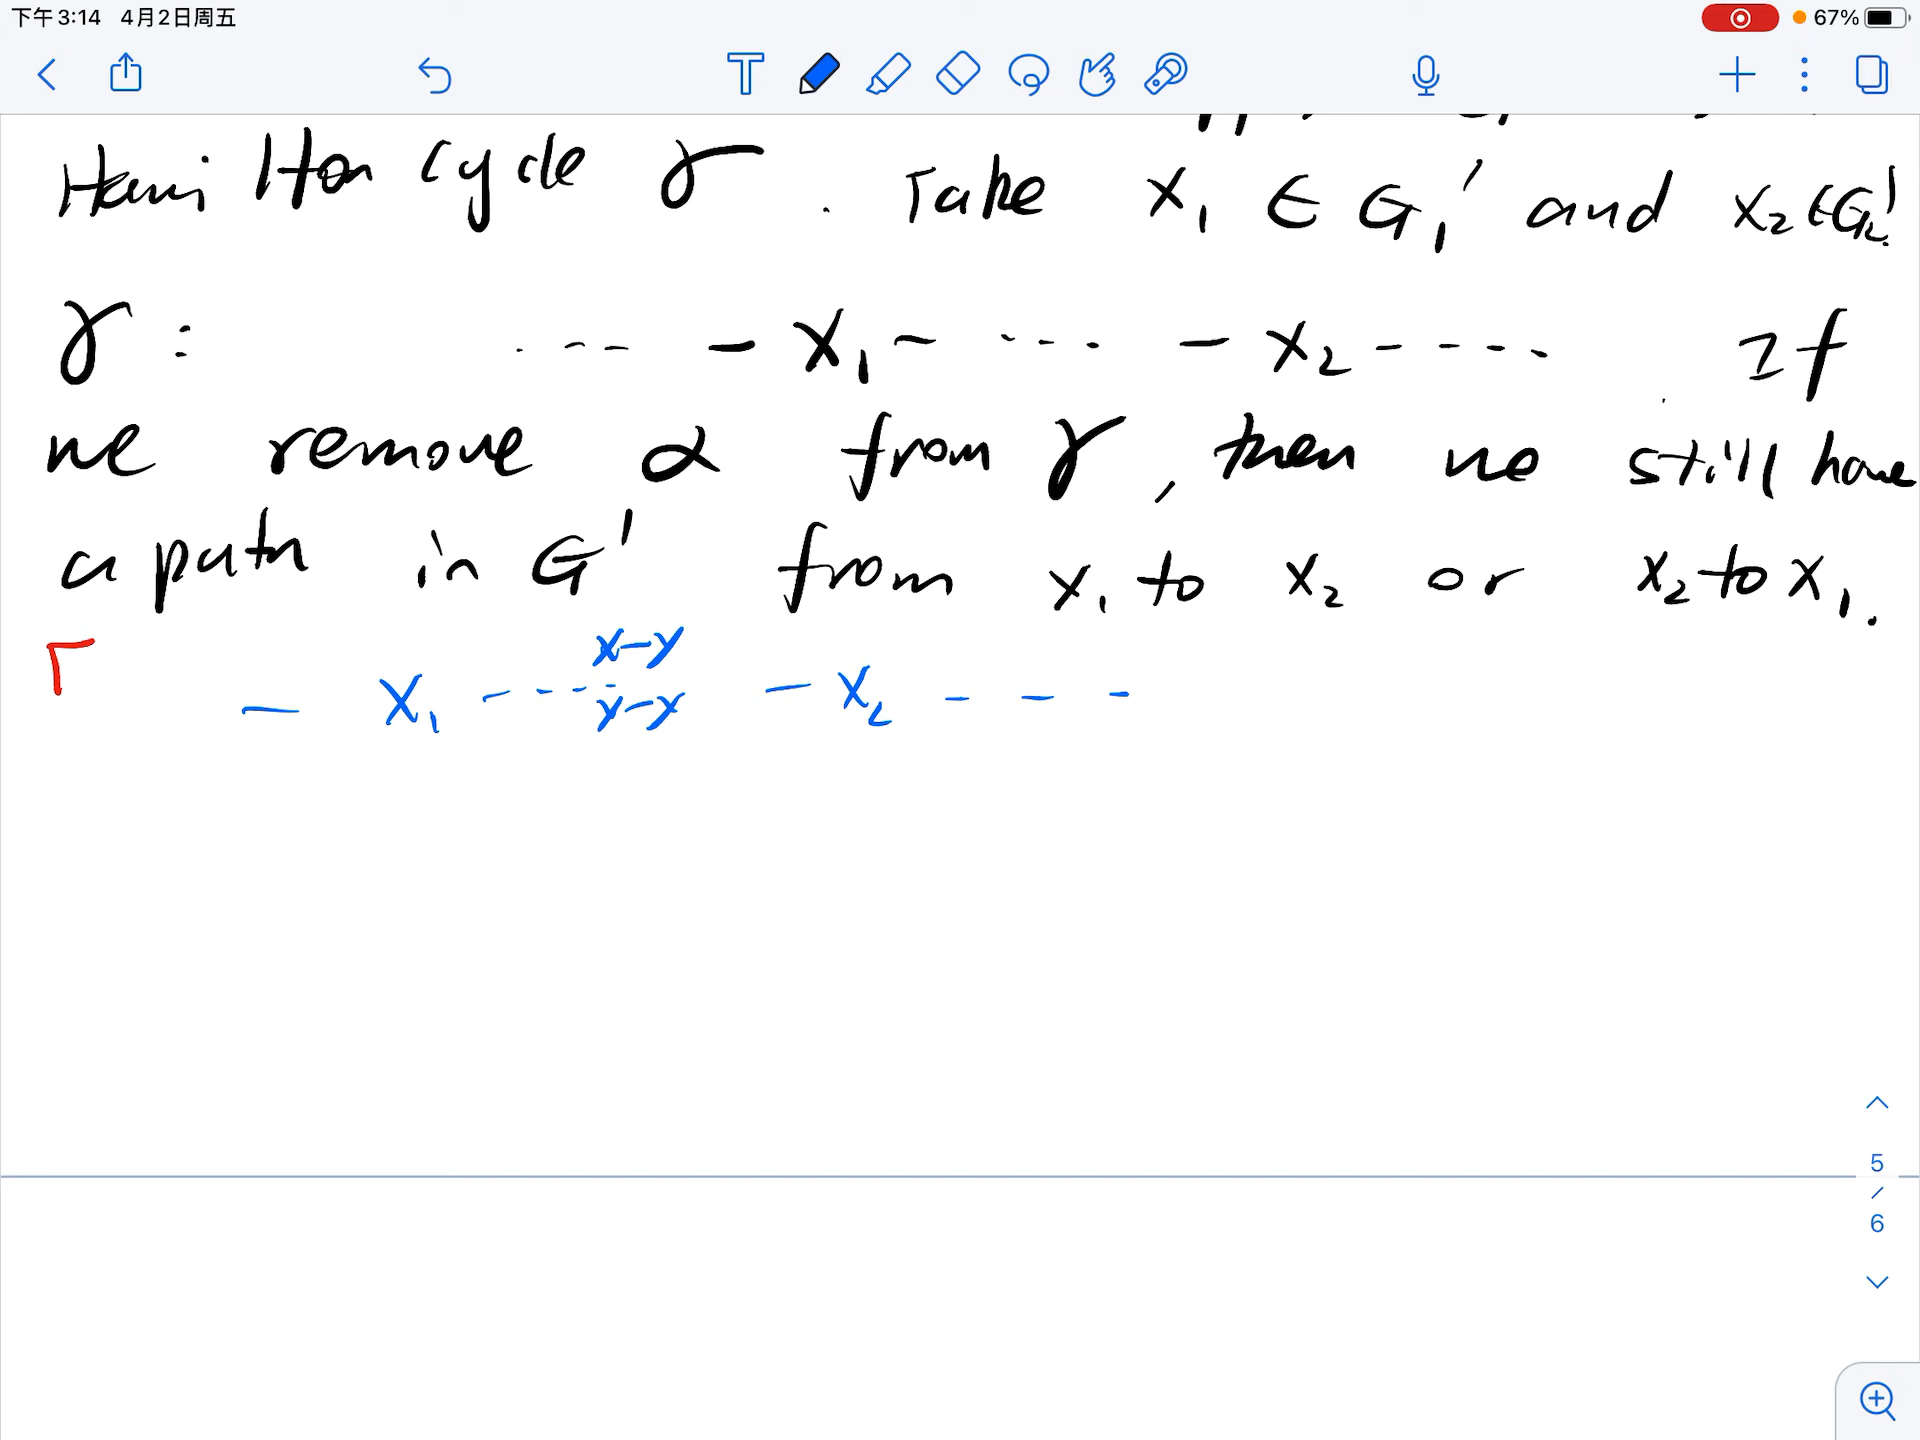 下午3:14 4月2日周五
67%
T
Hamilton cycle γ . Take x₁ ∈ G₁' and x₂ ∈ G₂'.
γ : ... - - - x₁ - - - - - x₂ - - - - . If
we remove α from γ, then we still have
a path in G' from x₁ to x₂ or x₂ to x₁.
x-y
- x₁ - - - - - x₂ - - -
y-x
5
/
6